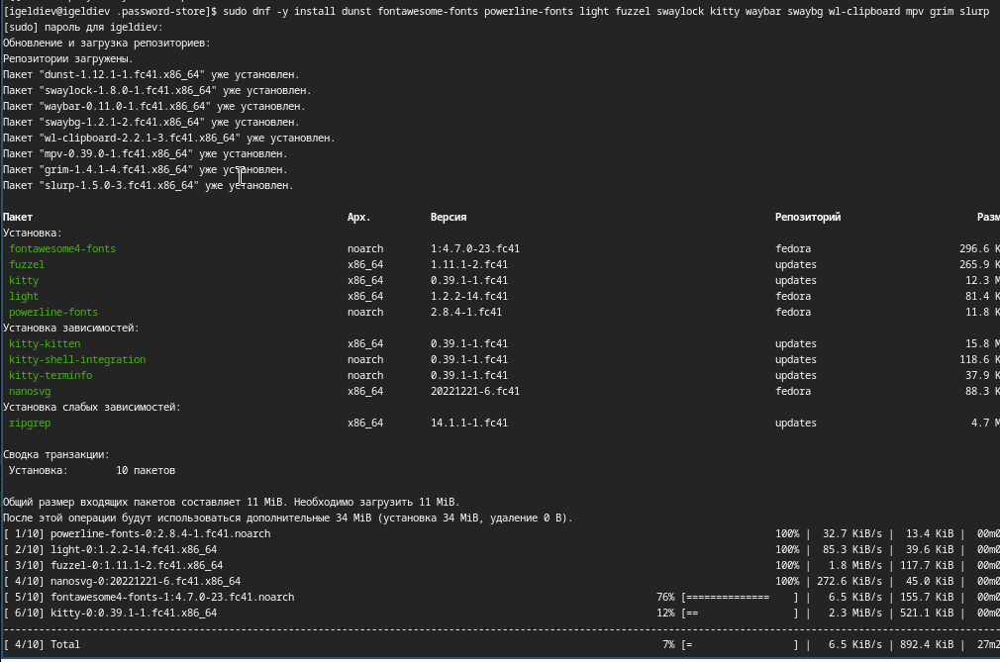 [igeldiev@igeldiev .password-store]$ sudo dnf -y install dunst fontawesome-fonts powerline-fonts light fuzzel swaylock kitty waybar swaybg wl-clipboard mpv grim slurp
[sudo] пароль для igeldiev:
Обновление и загрузка репозиториев:
Репозитории загружены.
Пакет "dunst-1.12.1-1.fc41.x86_64" уже установлен.
Пакет "swaylock-1.8.0-1.fc41.x86_64" уже установлен.
Пакет "waybar-0.11.0-1.fc41.x86_64" уже установлен.
Пакет "swaybg-1.2.1-2.fc41.x86_64" уже установлен.
Пакет "wl-clipboard-2.2.1-3.fc41.x86_64" уже установлен.
Пакет "mpv-0.39.0-1.fc41.x86_64" уже установлен.
Пакет "grim-1.4.1-4.fc41.x86_64" уже установлен.
Пакет "slurp-1.5.0-3.fc41.x86_64" уже установлен.
Пакет Арх. Версия Репозиторий Разм
Установка:
fontawesome4-fonts noarch 1:4.7.0-23.fc41 fedora 296.6 K
fuzzel x86_64 1.11.1-2.fc41 updates 265.9 K
kitty x86_64 0.39.1-1.fc41 updates 12.3 M
light x86_64 1.2.2-14.fc41 fedora 81.4 K
powerline-fonts noarch 2.8.4-1.fc41 fedora 11.8 K
Установка зависимостей:
kitty-kitten x86_64 0.39.1-1.fc41 updates 15.8 M
kitty-shell-integration noarch 0.39.1-1.fc41 updates 118.6 K
kitty-terminfo noarch 0.39.1-1.fc41 updates 37.9 K
nanosvg x86_64 20221221-6.fc41 fedora 88.3 K
Установка слабых зависимостей:
ripgrep x86_64 14.1.1-1.fc41 updates 4.7 M
Сводка транзакции:
Установка: 10 пакетов
Общий размер входящих пакетов составляет 11 MiB. Необходимо загрузить 11 MiB.
После этой операции будут использоваться дополнительные 34 MiB (установка 34 MiB, удаление 0 B).
[ 1/10] powerline-fonts-0:2.8.4-1.fc41.noarch 100% | 32.7 KiB/s | 13.4 KiB | 00m0
[ 2/10] light-0:1.2.2-14.fc41.x86_64 100% | 85.3 KiB/s | 39.6 KiB | 00m0
[ 3/10] fuzzel-0:1.11.1-2.fc41.x86_64 100% | 1.8 MiB/s | 117.7 KiB | 00m0
[ 4/10] nanosvg-0:20221221-6.fc41.x86_64 100% | 272.6 KiB/s | 45.0 KiB | 00m0
[ 5/10] fontawesome4-fonts-1:4.7.0-23.fc41.noarch 76% [============== ] | 6.5 KiB/s | 155.7 KiB | 00m0
[ 6/10] kitty-0:0.39.1-1.fc41.x86_64 12% [== ] | 2.3 MiB/s | 521.1 KiB | 00m0
[ 4/10] Total 7% [= ] | 6.5 KiB/s | 892.4 KiB | 27m2